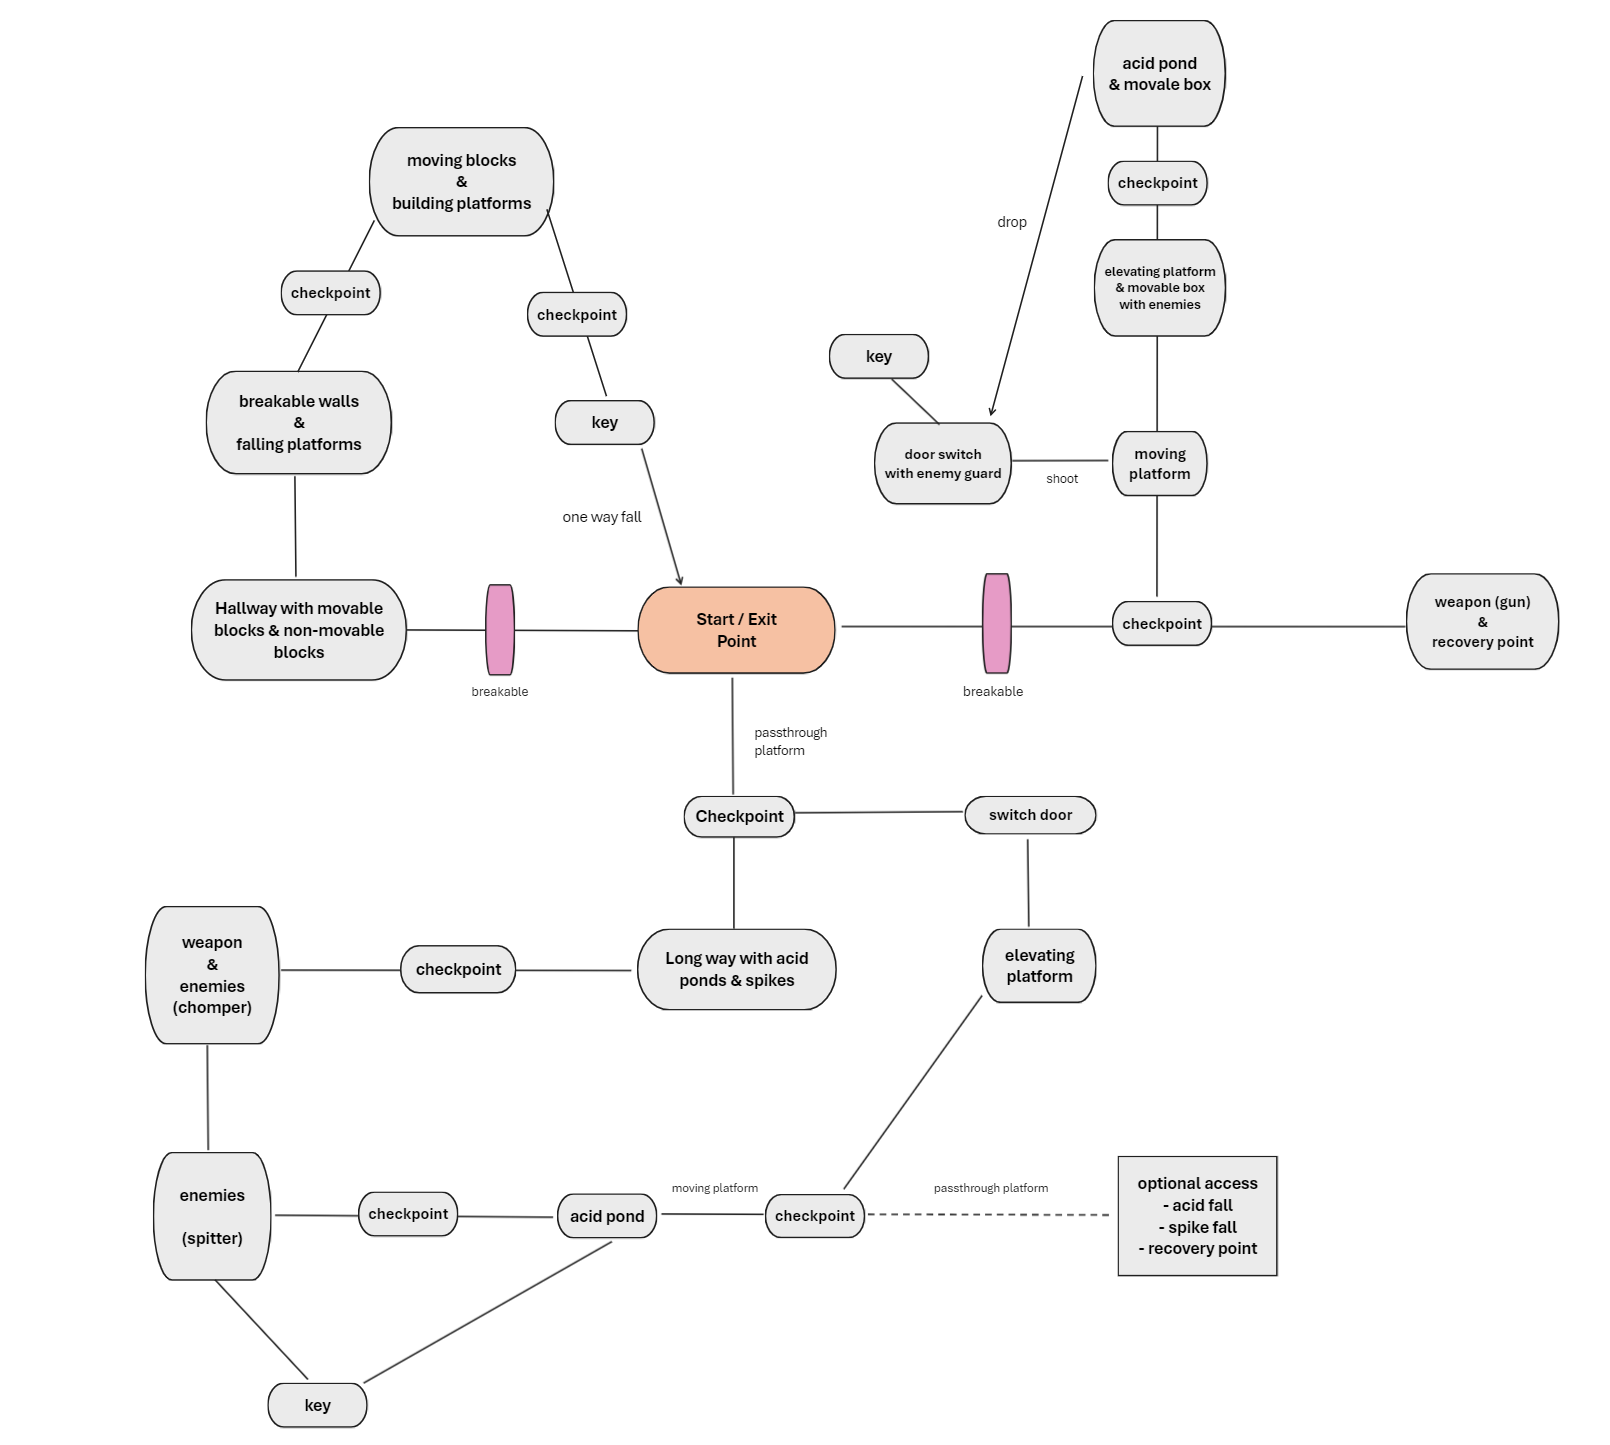 acid pond
& movale box
moving blocks
&
building platforms
checkpoint
drop
elevating platform
& movable box
with enemies
checkpoint
checkpoint
key
breakable walls
&
falling platforms
key
door switch
with enemy guard
shoot
moving
platform
one way fall
Hallway with movable
blocks & non-movable
blocks
breakable
Start / Exit
Point
breakable
checkpoint
weapon (gun)
&
recovery point
passthrough
platform
Checkpoint
switch door
weapon
&
enemies
(chomper)
checkpoint
Long way with acid
ponds & spikes
elevating
platform
enemies
(spitter)
checkpoint
acid pond
moving platform
checkpoint
passthrough platform
optional access
- acid fall
- spike fall
- recovery point
key